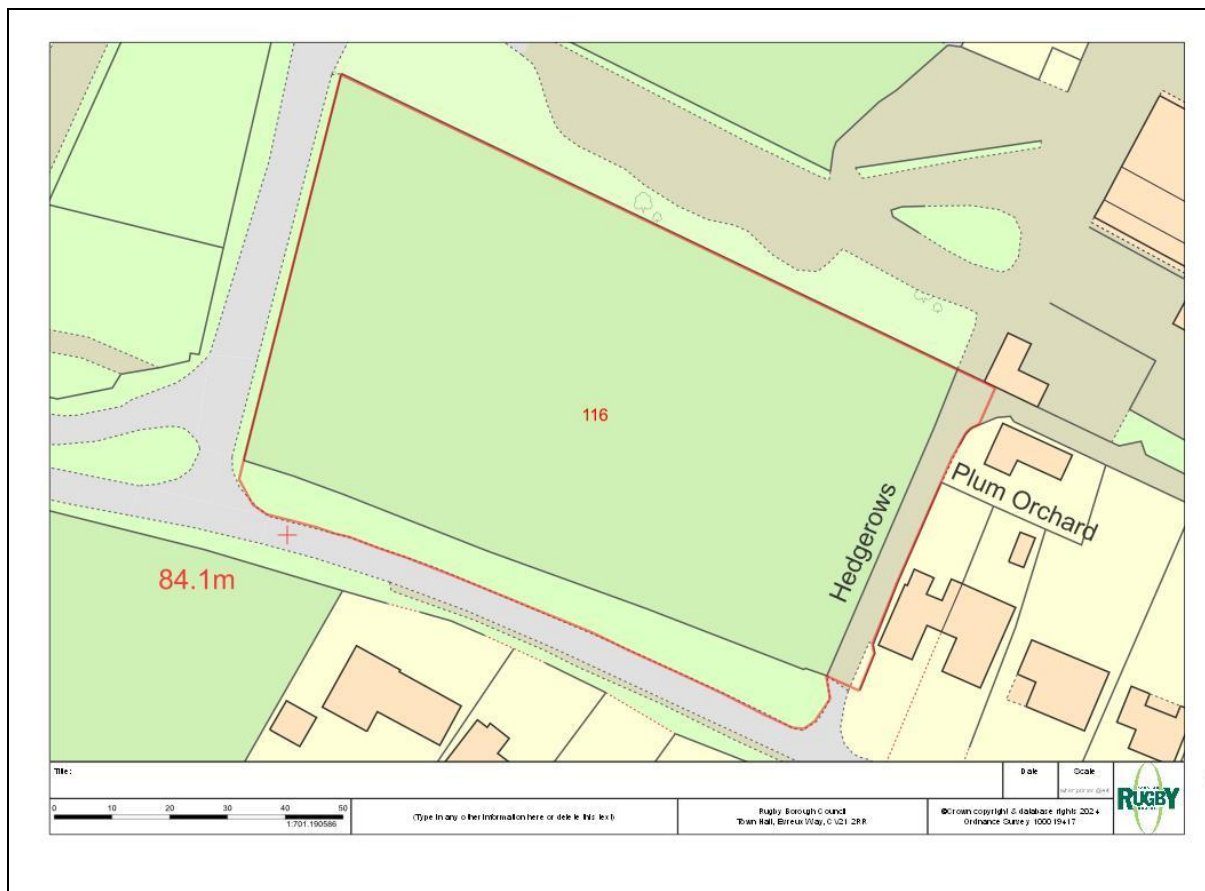 116
Hedgerows
Plum Orchard
84.1m
Title:
Date
Scale
0 10 20 30 40 50
1:701.190586
(Type in any other information here or delete this text)
Rugby Borough Council
Town Hall, Evreux Way, CV21 2RR
©Crown copyright & database rights 2024
Ordnance Survey 100019417
RUGBY